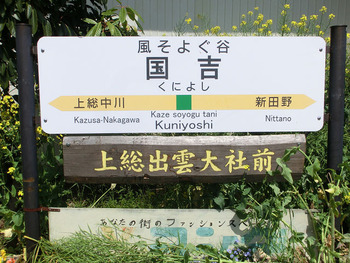 風そよぐ谷
国吉
くによし
上総中川 新田野
Kazusa-Nakagawa Kaze soyogu tani Nittano
Kuniyoshi
上総出雲大社前
あなたの街のファッション